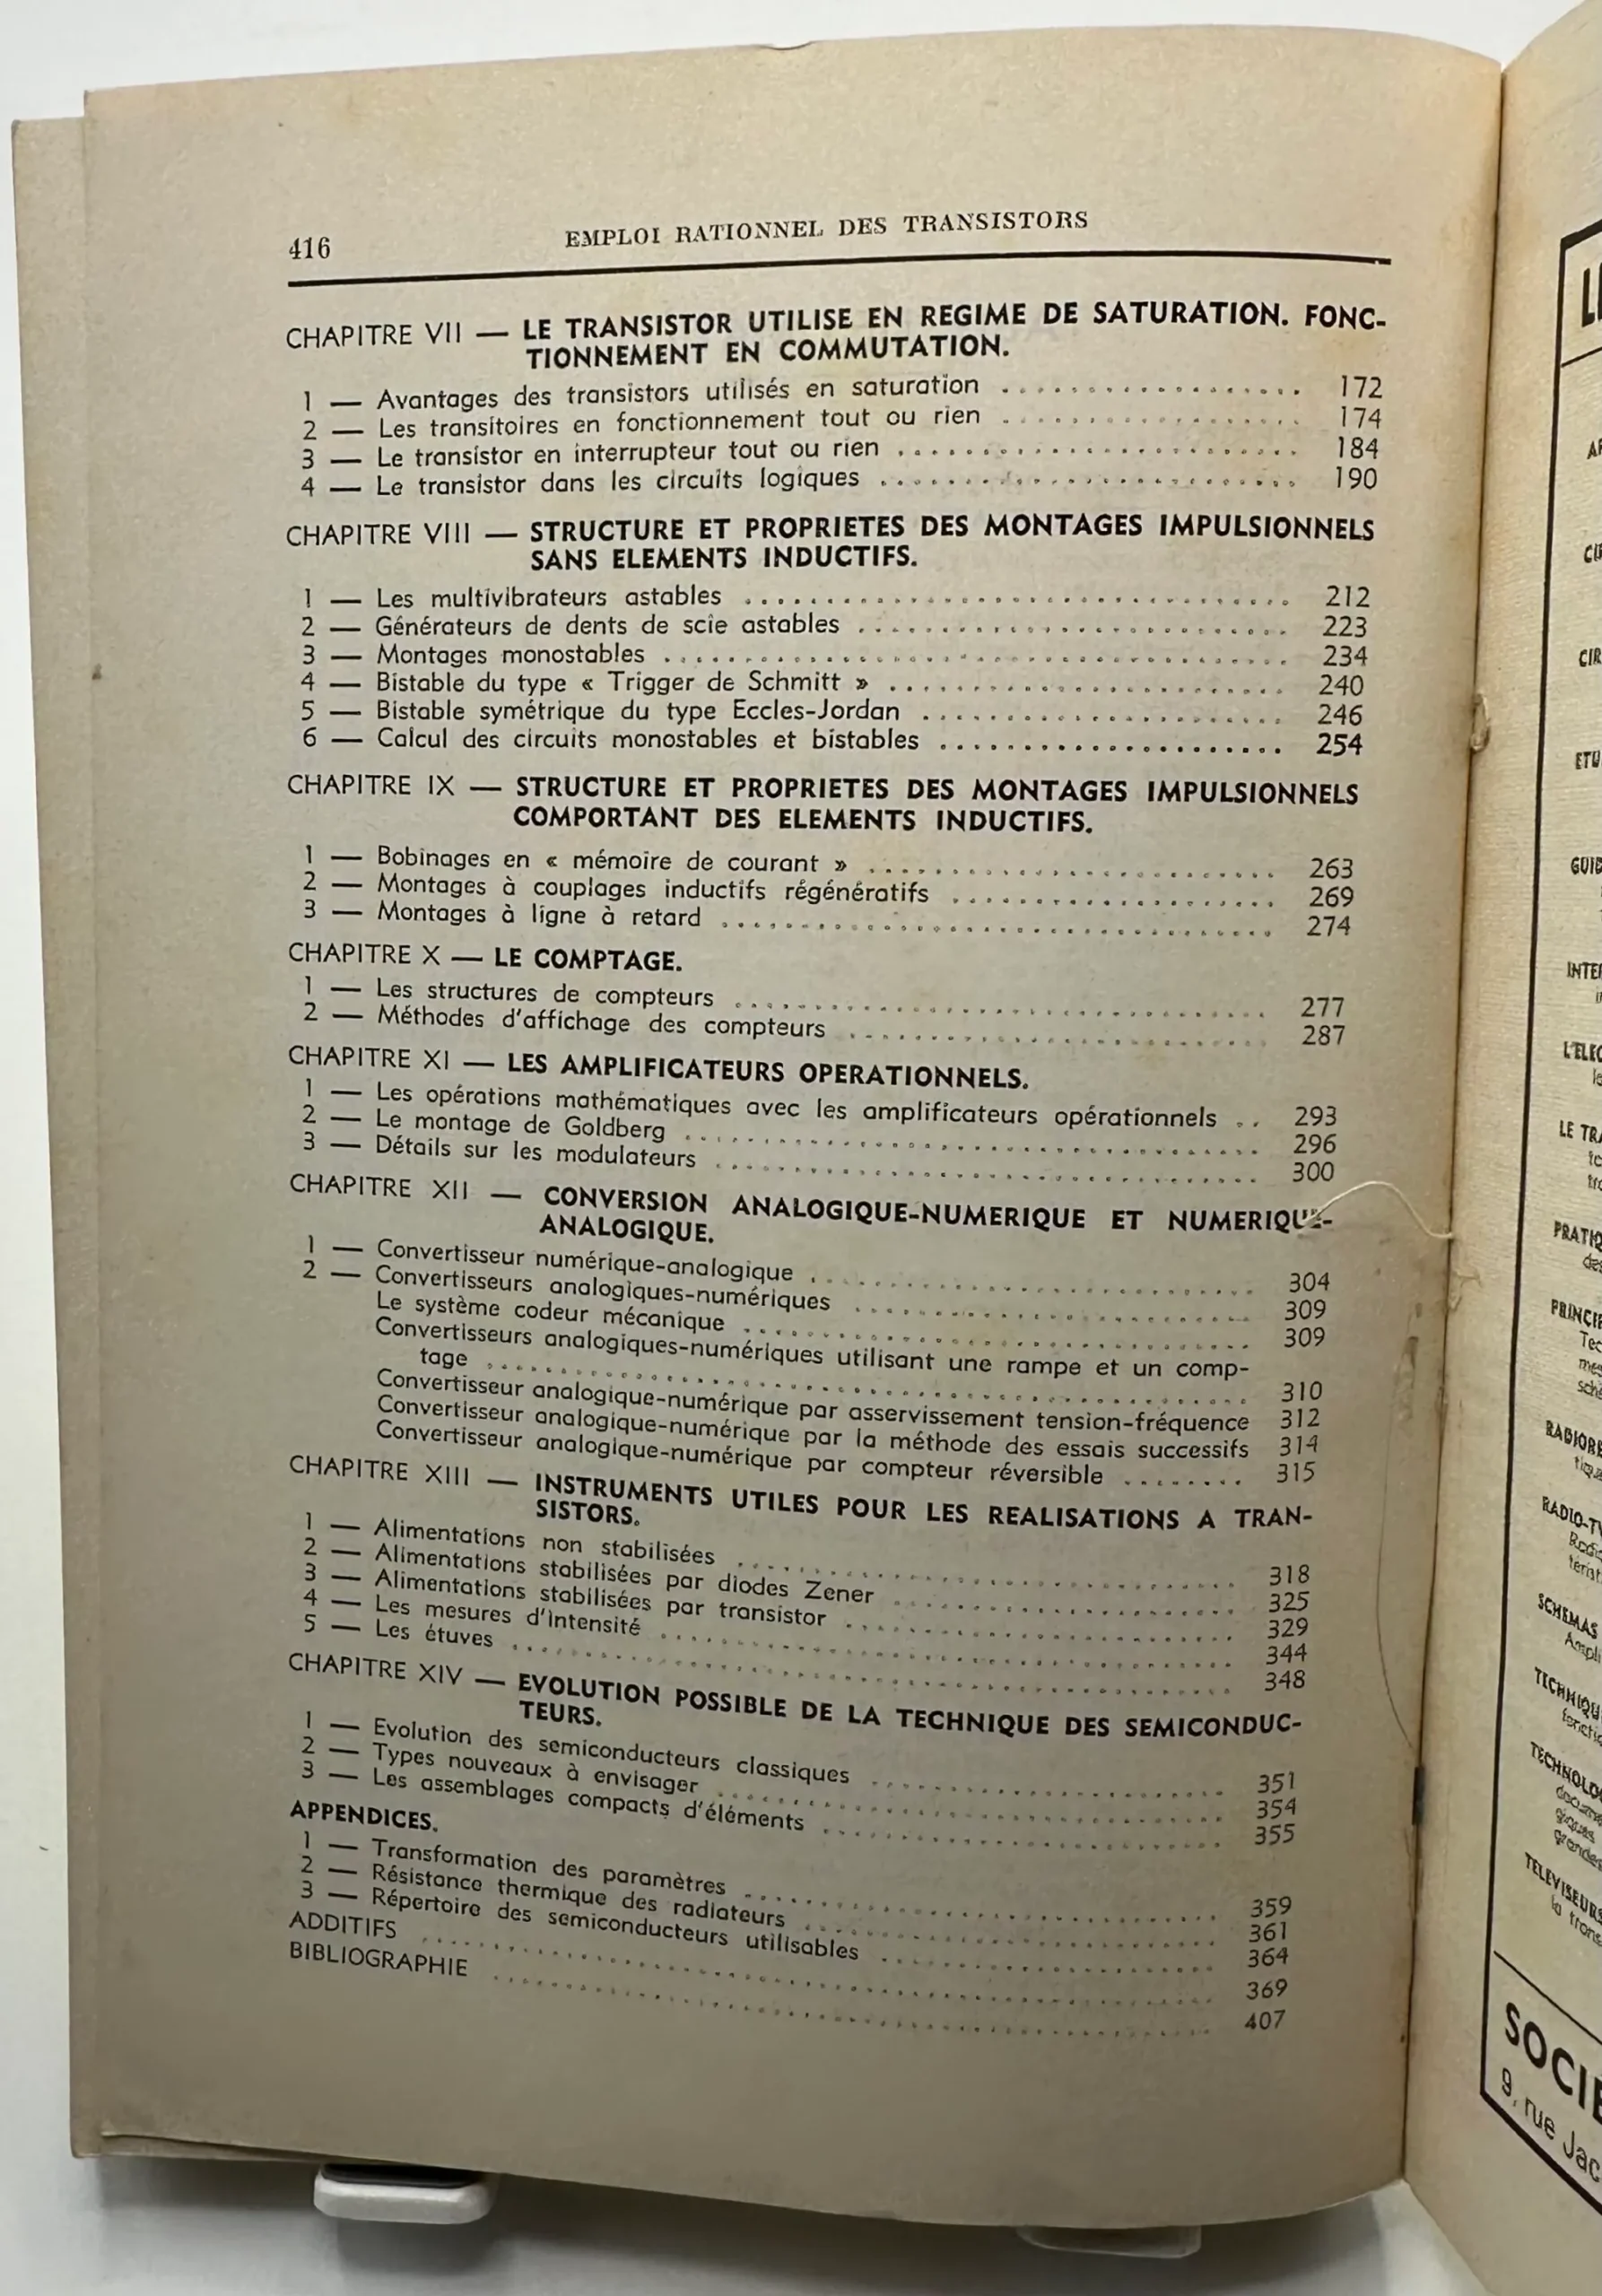 416
EMPLOI RATIONNEL DES TRANSISTORS
CHAPITRE VII — LE TRANSISTOR UTILISE EN REGIME DE SATURATION. FONC-
TIONNEMENT EN COMMUTATION.
1 — Avantages des transistors utilisés en saturation .................. 172
2 — Les transitoires en fonctionnement tout ou rien .................. 174
3 — Le transistor en interrupteur tout ou rien .................. 184
4 — Le transistor dans les circuits logiques .................. 190
CHAPITRE VIII — STRUCTURE ET PROPRIETES DES MONTAGES IMPULSIONNELS
SANS ELEMENTS INDUCTIFS.
1 — Les multivibrateurs astables .................. 212
2 — Générateurs de dents de scie astables .................. 223
3 — Montages monostables .................. 234
4 — Bistable du type « Trigger de Schmitt » .................. 240
5 — Bistable symétrique du type Eccles-Jordan .................. 246
6 — Calcul des circuits monostables et bistables .................. 254
CHAPITRE IX — STRUCTURE ET PROPRIETES DES MONTAGES IMPULSIONNELS
COMPORTANT DES ELEMENTS INDUCTIFS.
1 — Bobinages en « mémoire de courant » .................. 263
2 — Montages à couplages inductifs régénératifs .................. 269
3 — Montages à ligne à retard .................. 274
CHAPITRE X — LE COMPTAGE.
1 — Les structures de compteurs .................. 277
2 — Méthodes d'affichage des compteurs .................. 287
CHAPITRE XI — LES AMPLIFICATEURS OPERATIONNELS.
1 — Les opérations mathématiques avec les amplificateurs opérationnels .. 293
2 — Le montage de Goldberg .................. 296
3 — Détails sur les modulateurs .................. 300
CHAPITRE XII — CONVERSION ANALOGIQUE-NUMERIQUE ET NUMERIQUE-
ANALOGIQUE.
1 — Convertisseur numérique-analogique .................. 304
2 — Convertisseurs analogiques-numériques .................. 309
Le système codeur mécanique .................. 309
Convertisseurs analogiques-numériques utilisant une rampe et un comp-
tage .................. 310
Convertisseur analogique-numérique par asservissement tension-fréquence 312
Convertisseur analogique-numérique par la méthode des essais successifs 314
Convertisseur analogique-numérique par compteur réversible ........ 315
CHAPITRE XIII — INSTRUMENTS UTILES POUR LES REALISATIONS A TRAN-
SISTORS.
1 — Alimentations non stabilisées .................. 318
2 — Alimentations stabilisées par diodes Zener .................. 325
3 — Alimentations stabilisées par transistor .................. 329
4 — Les mesures d'intensité .................. 344
5 — Les étuves .................. 348
CHAPITRE XIV — EVOLUTION POSSIBLE DE LA TECHNIQUE DES SEMICONDUC-
TEURS.
1 — Evolution des semiconducteurs classiques .................. 351
2 — Types nouveaux à envisager .................. 354
3 — Les assemblages compacts d'éléments .................. 355
APPENDICES.
1 — Transformation des paramètres .................. 359
2 — Résistance thermique des radiateurs .................. 361
3 — Répertoire des semiconducteurs utilisables .................. 364
ADDITIFS .................. 369
BIBLIOGRAPHIE .................. 407
9, rue